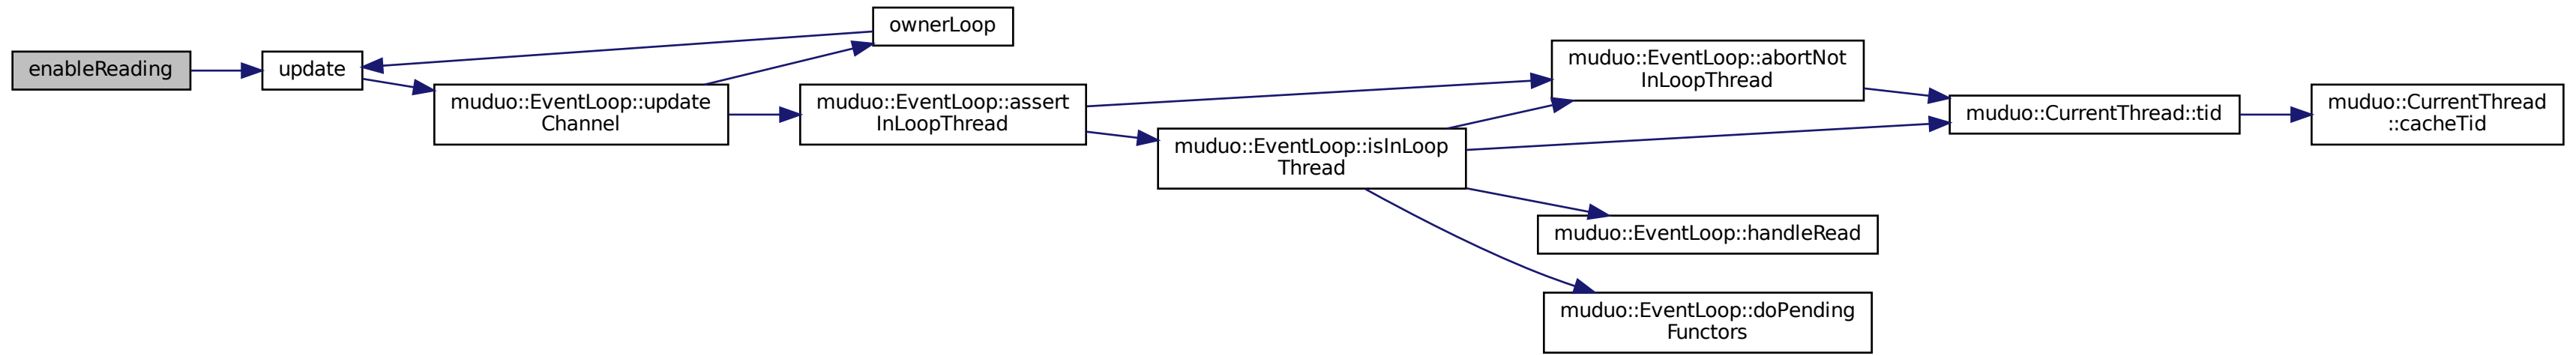 enableReading
update
muduo::EventLoop::update
Channel
ownerLoop
muduo::EventLoop::assert
InLoopThread
muduo::EventLoop::abortNot
InLoopThread
muduo::EventLoop::isInLoop
Thread
muduo::CurrentThread::tid
muduo::CurrentThread
::cacheTid
muduo::EventLoop::handleRead
muduo::EventLoop::doPending
Functors